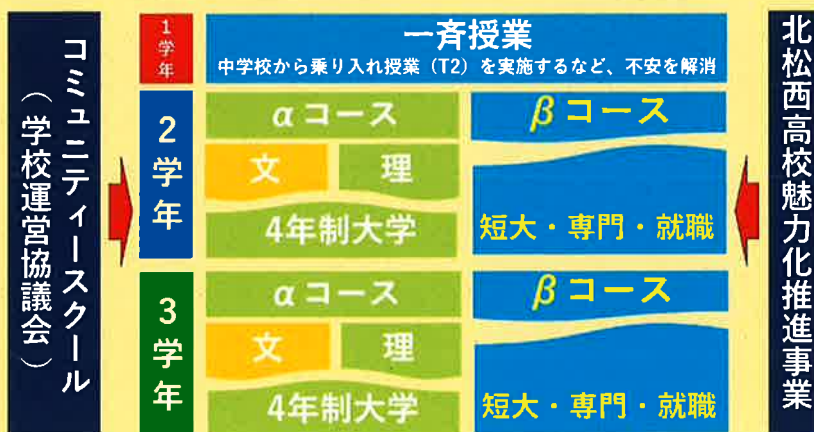 コミュニティースクール
（学校運営協議会）
1学年
一斉授業
中学校から乗り入れ授業（T2）を実施するなど、不安を解消
2学年
αコース
βコース
文
理
4年制大学
短大・専門・就職
3学年
αコース
βコース
文
理
4年制大学
短大・専門・就職
北松西高校魅力化推進事業